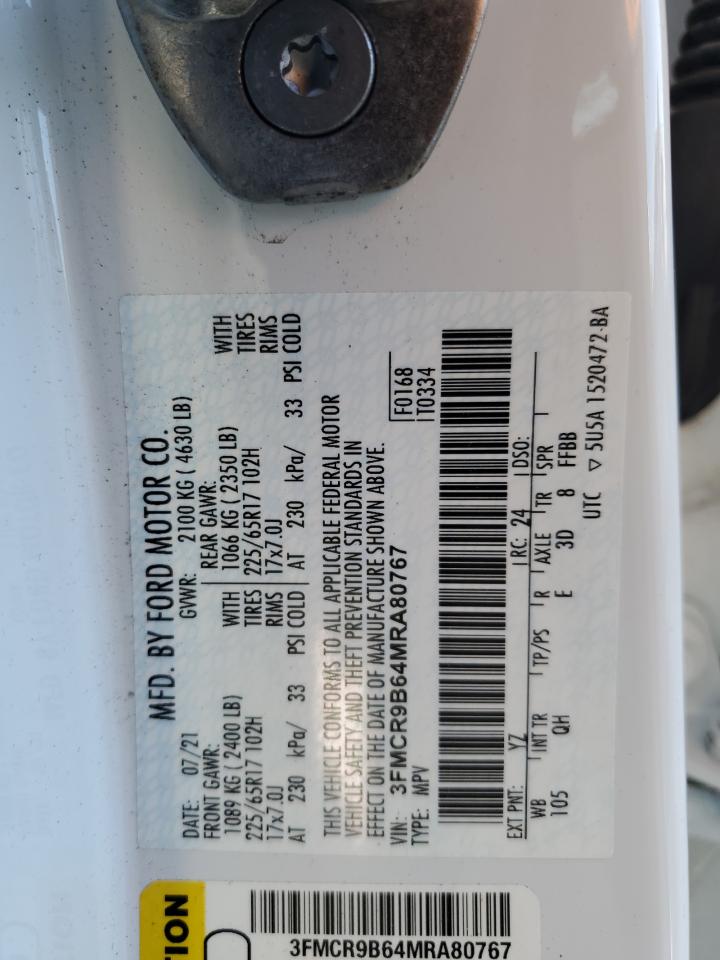 MFD. BY FORD MOTOR CO.
DATE: 07/21 GVWR: 2100 KG ( 4630 LB)
FRONT GAWR: REAR GAWR:
1089 KG ( 2400 LB) WITH 1066 KG ( 2350 LB) WITH
225/65R17 102H TIRES 225/65R17 102H TIRES
17x7.0J RIMS 17x7.0J RIMS
AT 230 kPa/ 33 PSI COLD AT 230 kPa/ 33 PSI COLD
THIS VEHICLE CONFORMS TO ALL APPLICABLE FEDERAL MOTOR
VEHICLE SAFETY AND THEFT PREVENTION STANDARDS IN
EFFECT ON THE DATE OF MANUFACTURE SHOWN ABOVE.
VIN: 3FMCR9B64MRA80767 F0168
TYPE: MPV T0334
EXT PNT: YZ RC: 24 DSO:
WB INT TR TP/PS R AXLE TR SPR
105 QH E 3D 8 FFBB
UTC ▽ 5U5A 1520472-BA
TION
3FMCR9B64MRA80767